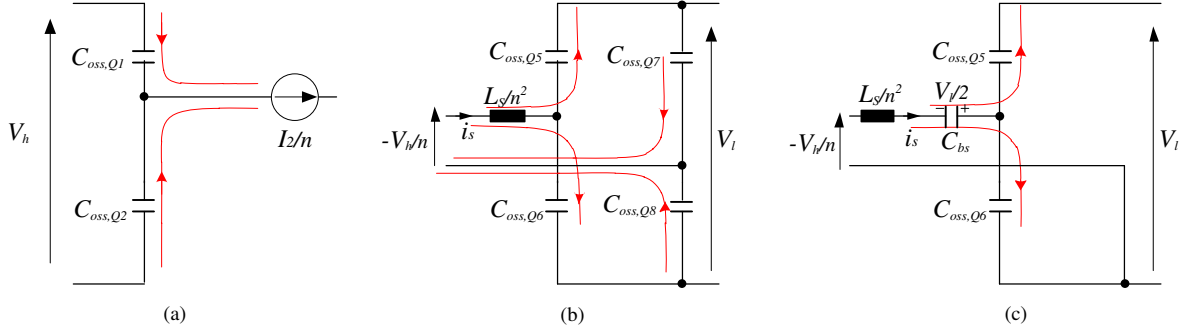 C_{oss,Q1}
V_h
I_2/n
C_{oss,Q2}
(a)
C_{oss,Q5}
C_{oss,Q7}
L_s/n^2
i_s
-V_h/n
V_l
C_{oss,Q6}
C_{oss,Q8}
(b)
C_{oss,Q5}
L_s/n^2
V_l/2
− +
i_s
C_{bs}
-V_h/n
V_l
C_{oss,Q6}
(c)